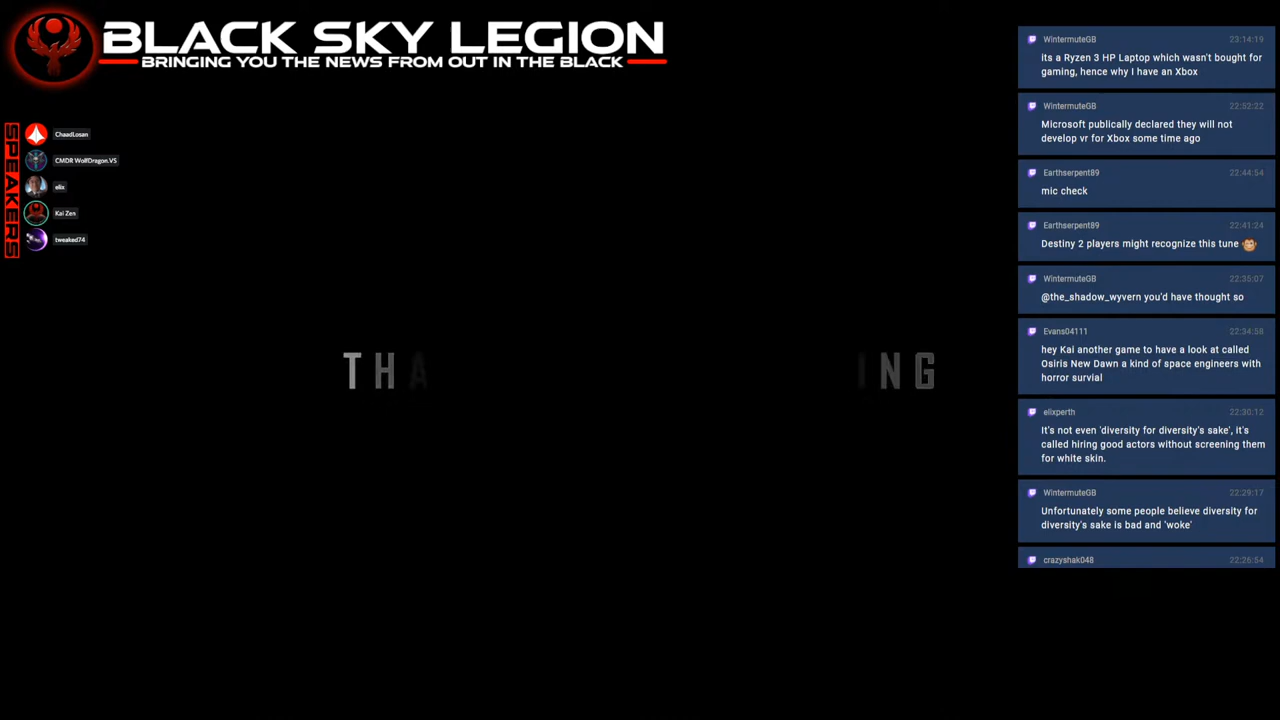 BLACK SKY LEGION
BRINGING YOU THE NEWS FROM OUT IN THE BLACK
SPEAKERS
ChaadLosan
CMDR WolfDragon.VS
elix
Kai Zen
tweaked74
THA ING
WintermuteGB 23:14:19
its a Ryzen 3 HP Laptop which wasn't bought for
gaming, hence why I have an Xbox
WintermuteGB 22:52:22
Microsoft publically declared they will not
develop vr for Xbox some time ago
Earthserpent89 22:44:54
mic check
Earthserpent89 22:41:24
Destiny 2 players might recognize this tune
WintermuteGB 22:35:07
@the_shadow_wyvern you'd have thought so
Evans04111 22:34:58
hey Kai another game to have a look at called
Osiris New Dawn a kind of space engineers with
horror survial
elixperth 22:30:12
It's not even 'diversity for diversity's sake', it's
called hiring good actors without screening them
for white skin.
WintermuteGB 22:29:17
Unfortunately some people believe diversity for
diversity's sake is bad and 'woke'
crazyshak048 22:26:54